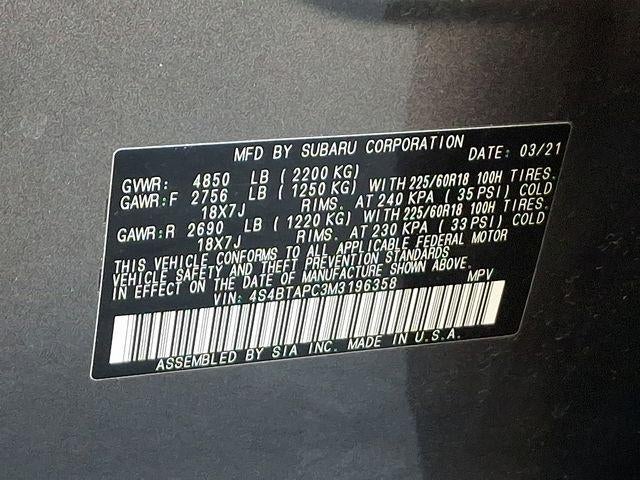 MFD BY SUBARU CORPORATION DATE: 03/21
GVWR: 4850 LB (2200 KG)
GAWR:F 2756 LB (1250 KG) WITH 225/60R18 100H TIRES.
18X7J RIMS. AT 240 KPA (35 PSI) COLD
GAWR:R 2690 LB (1220 KG) WITH 225/60R18 100H TIRES.
18X7J RIMS. AT 230 KPA (33 PSI) COLD
THIS VEHICLE CONFORMS TO ALL APPLICABLE FEDERAL MOTOR
VEHICLE SAFETY AND THEFT PREVENTION STANDARDS
IN EFFECT ON THE DATE OF MANUFACTURE SHOWN ABOVE.
VIN: 4S4BTAPC3M3196358 MPV
ASSEMBLED BY SIA INC. MADE IN U.S.A.